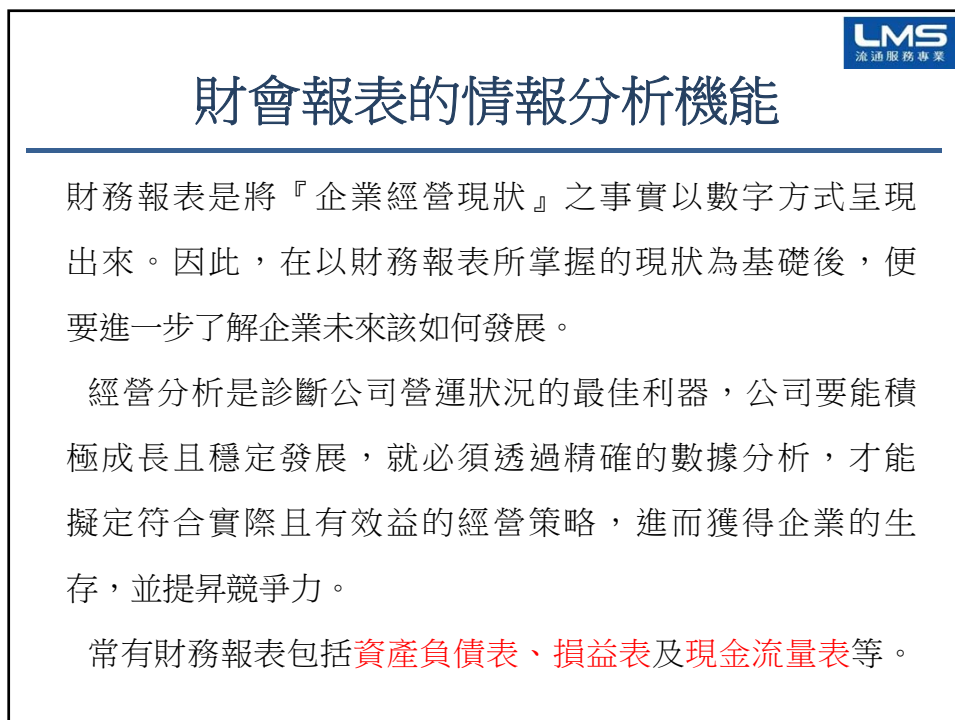 LMS
流通服務專業
財會報表的情報分析機能
財務報表是將『企業經營現狀』之事實以數字方式呈現
出來。因此，在以財務報表所掌握的現狀為基礎後，便
要進一步了解企業未來該如何發展。
經營分析是診斷公司營運狀況的最佳利器，公司要能積
極成長且穩定發展，就必須透過精確的數據分析，才能
擬定符合實際且有效益的經營策略，進而獲得企業的生
存，並提昇競爭力。
常有財務報表包括資產負債表、損益表及現金流量表等。